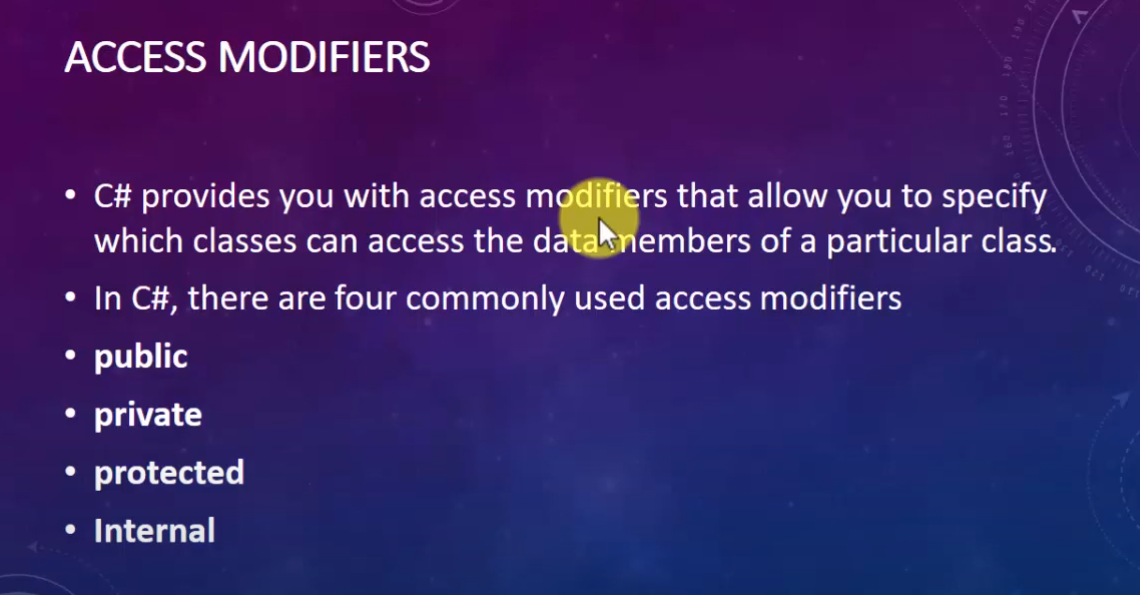 ACCESS MODIFIERS
• C# provides you with access modifiers that allow you to specify
which classes can access the data members of a particular class.
• In C#, there are four commonly used access modifiers
• public
• private
• protected
• Internal